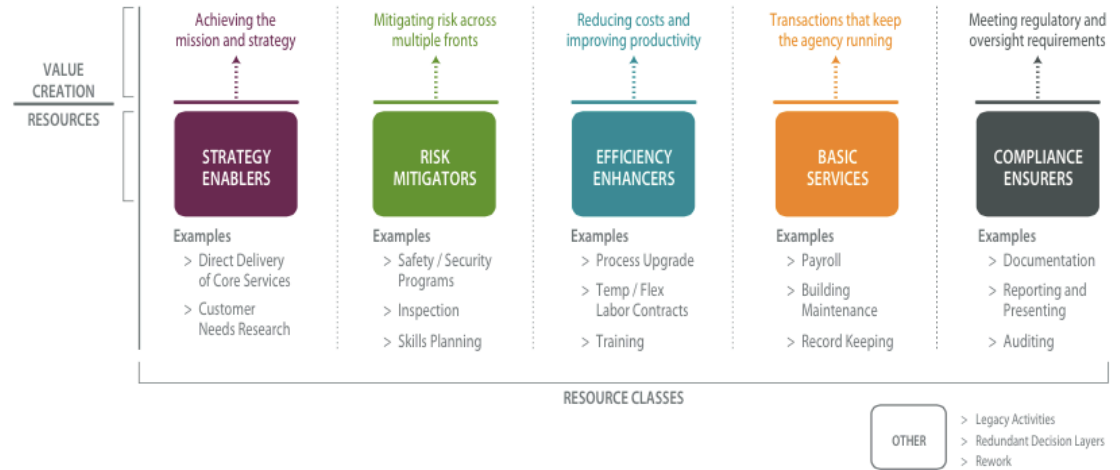 Achieving the
mission and strategy
Mitigating risk across
multiple fronts
Reducing costs and
improving productivity
Transactions that keep
the agency running
Meeting regulatory and
oversight requirements
VALUE
CREATION
RESOURCES
STRATEGY
ENABLERS
RISK
MITIGATORS
EFFICIENCY
ENHANCERS
BASIC
SERVICES
COMPLIANCE
ENSURERS
Examples
> Direct Delivery
of Core Services
> Customer
Needs Research
Examples
> Safety / Security
Programs
> Inspection
> Skills Planning
Examples
> Process Upgrade
> Temp / Flex
Labor Contracts
> Training
Examples
> Payroll
> Building
Maintenance
> Record Keeping
Examples
> Documentation
> Reporting and
Presenting
> Auditing
RESOURCE CLASSES
OTHER
> Legacy Activities
> Redundant Decision Layers
> Rework